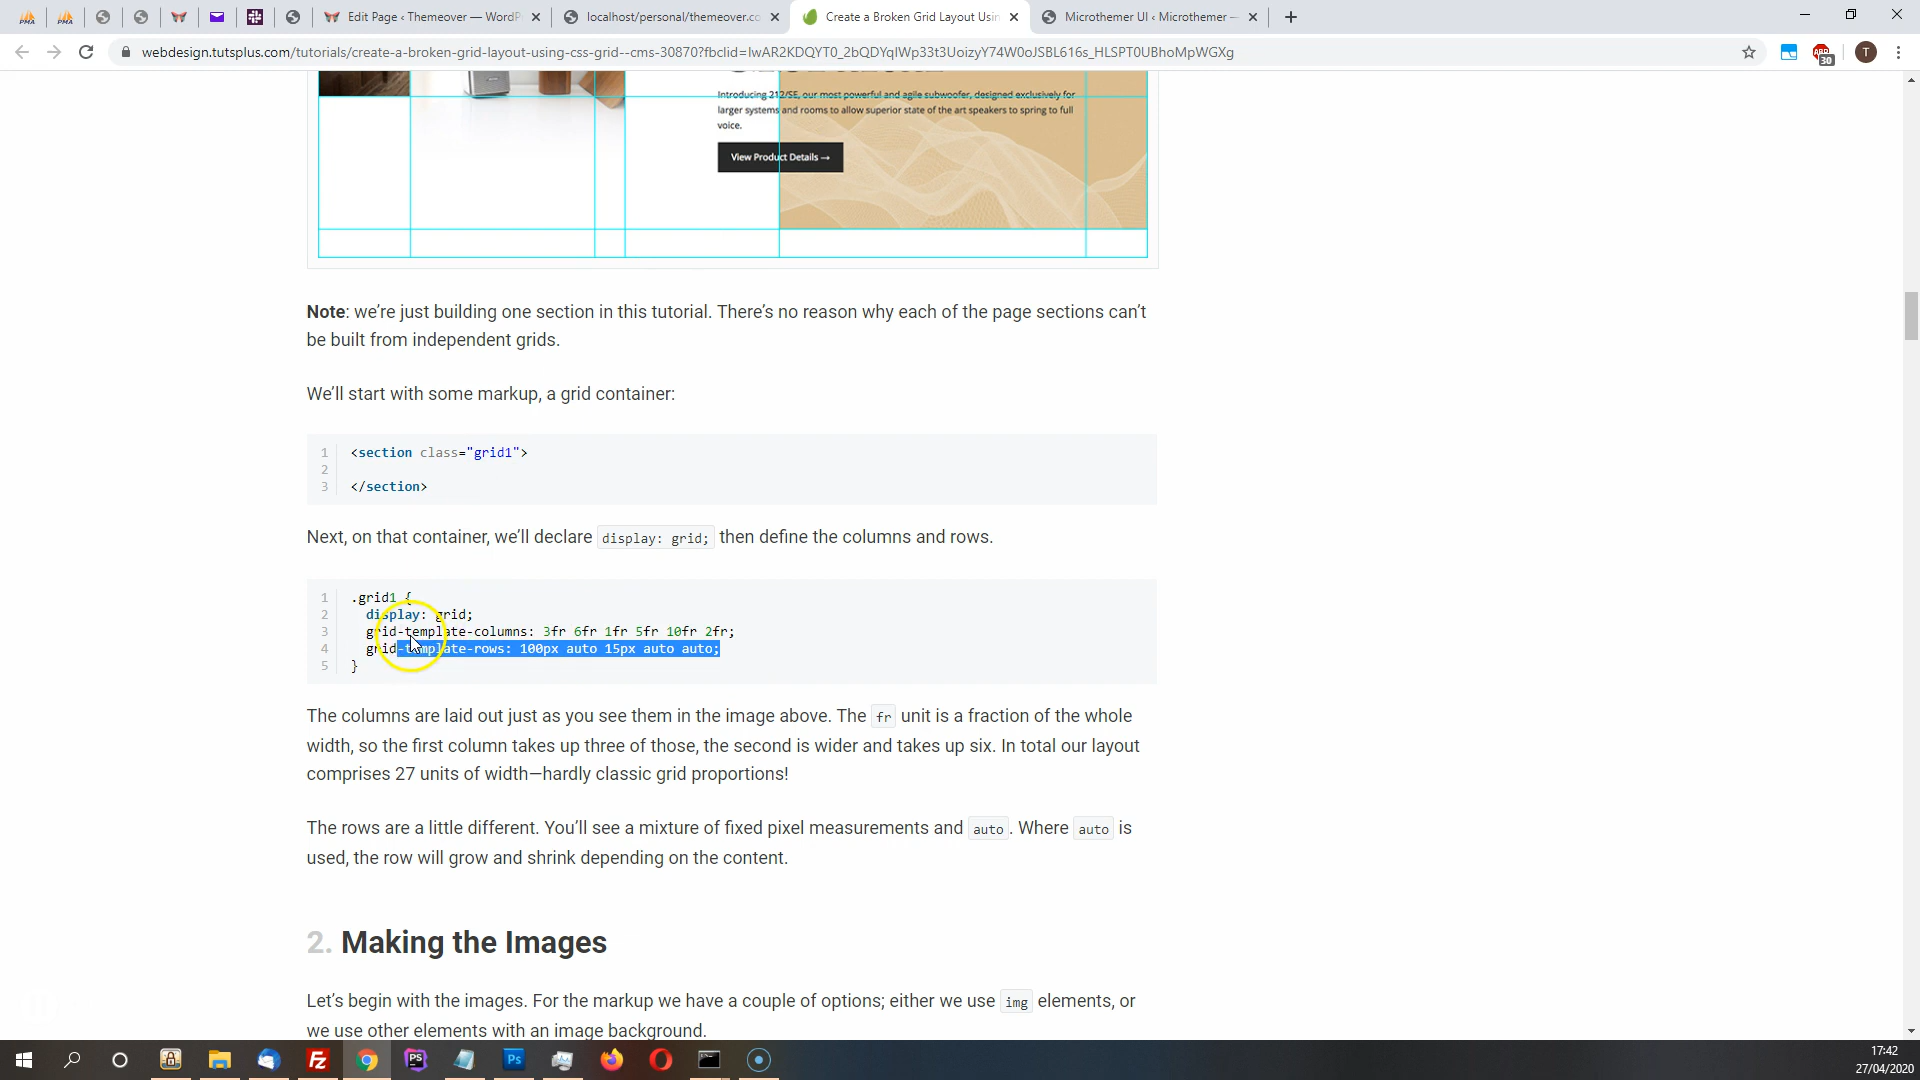 Edit Page ‹ Themeover — WordP
localhost/personal/themeover.co
Create a Broken Grid Layout Usin
Microthemer UI ‹ Microthemer —
webdesign.tutsplus.com/tutorials/create-a-broken-grid-layout-using-css-grid--cms-30870?fbclid=IwAR2KDQYT0_2bQDYqIWp33t3UoizyY74W0oJSBL616s_HLSPT0UBhoMpWGXg
30
T
Introducing 212/SE, our most powerful and agile subwoofer, designed exclusively for
larger systems and rooms to allow superior state of the art speakers to spring to full
voice.
View Product Details →
Note: we’re just building one section in this tutorial. There’s no reason why each of the page sections can’t
be built from independent grids.
We’ll start with some markup, a grid container:
1 <section class="grid1">
2
3 </section>
Next, on that container, we’ll declare display: grid; then define the columns and rows.
1 .grid1 {
2 display: grid;
3 grid-template-columns: 3fr 6fr 1fr 5fr 10fr 2fr;
4 grid-template-rows: 100px auto 15px auto auto;
5 }
The columns are laid out just as you see them in the image above. The fr unit is a fraction of the whole
width, so the first column takes up three of those, the second is wider and takes up six. In total our layout
comprises 27 units of width—hardly classic grid proportions!
The rows are a little different. You’ll see a mixture of fixed pixel measurements and auto . Where auto is
used, the row will grow and shrink depending on the content.
2. Making the Images
Let’s begin with the images. For the markup we have a couple of options; either we use img elements, or
we use other elements with an image background.
17:42
27/04/2020